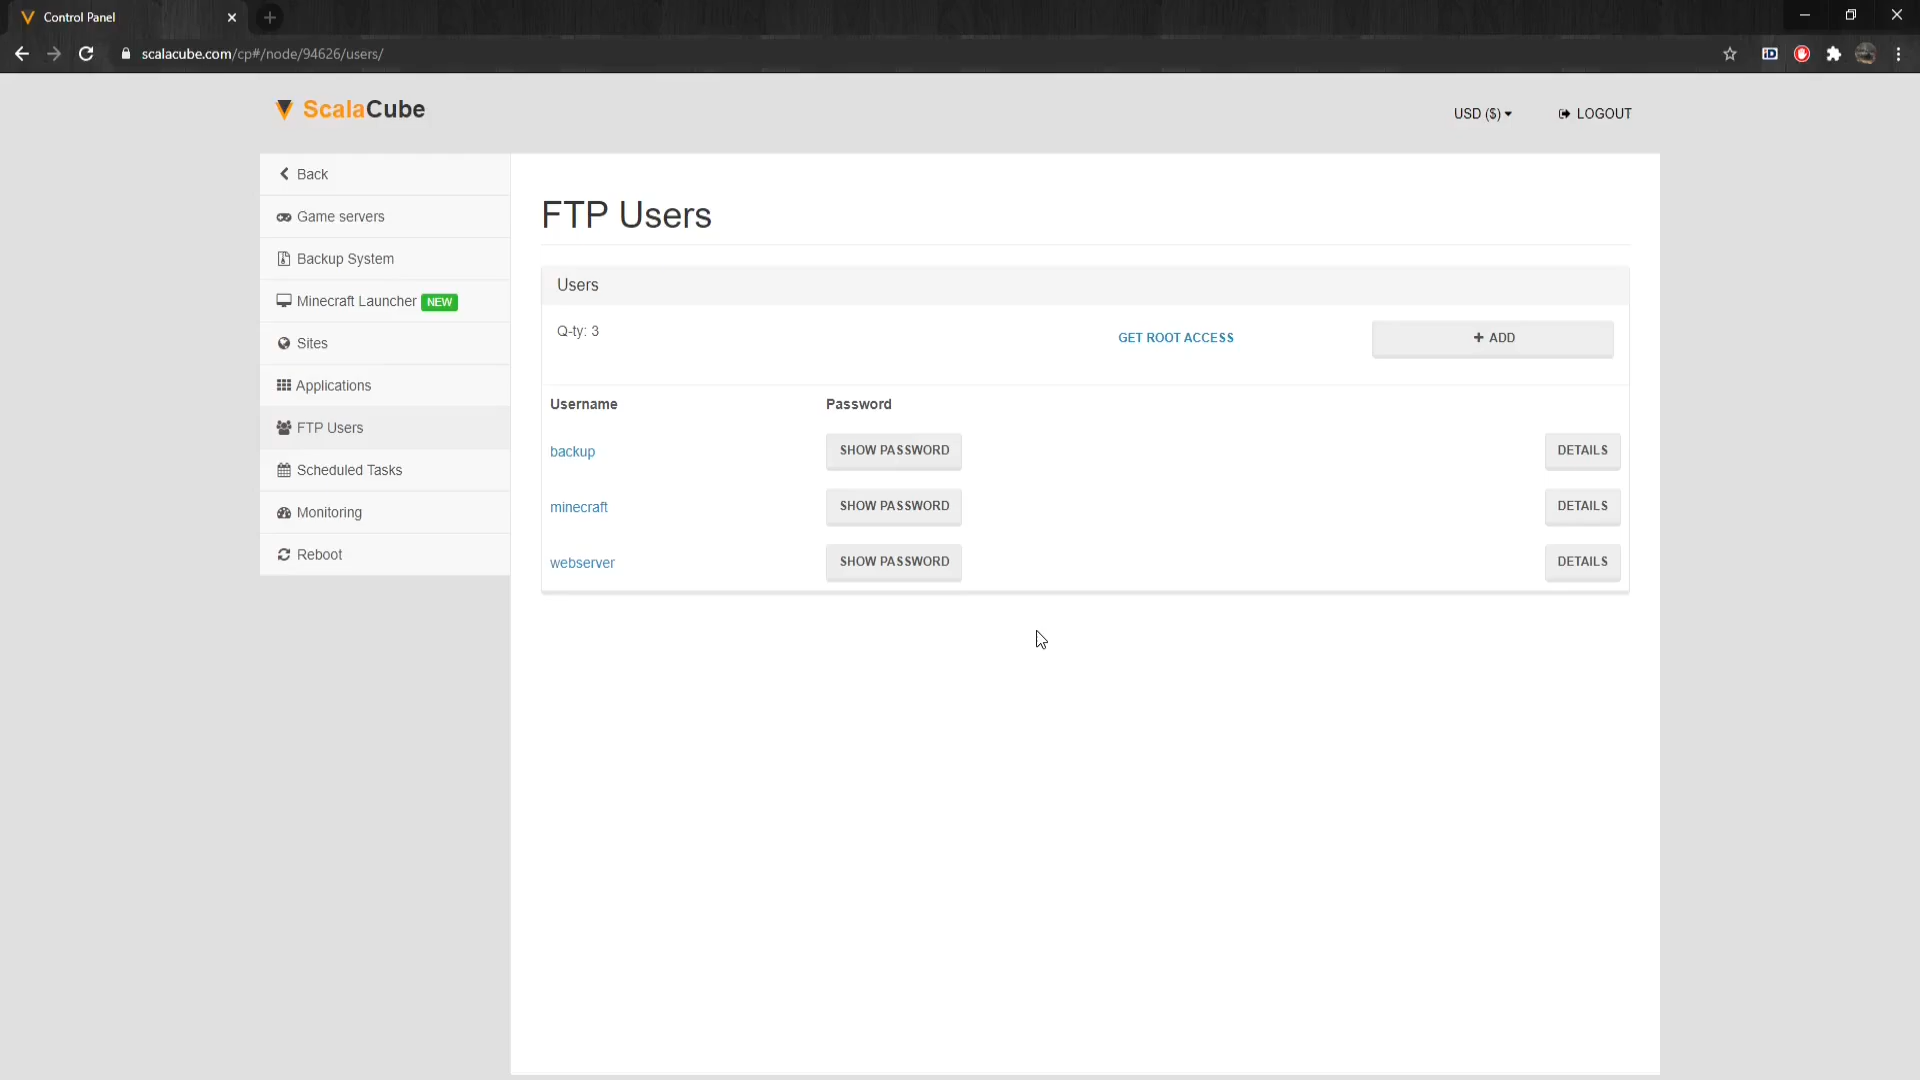 Control Panel
scalacube.com/cp#/node/94626/users/
iD
ScalaCube
USD ($)
LOGOUT
Back
Game servers
Backup System
Minecraft Launcher NEW
Sites
Applications
FTP Users
Scheduled Tasks
Monitoring
Reboot
FTP Users
Users
Q-ty: 3
GET ROOT ACCESS
+ ADD
Username Password
backup SHOW PASSWORD DETAILS
minecraft SHOW PASSWORD DETAILS
webserver SHOW PASSWORD DETAILS